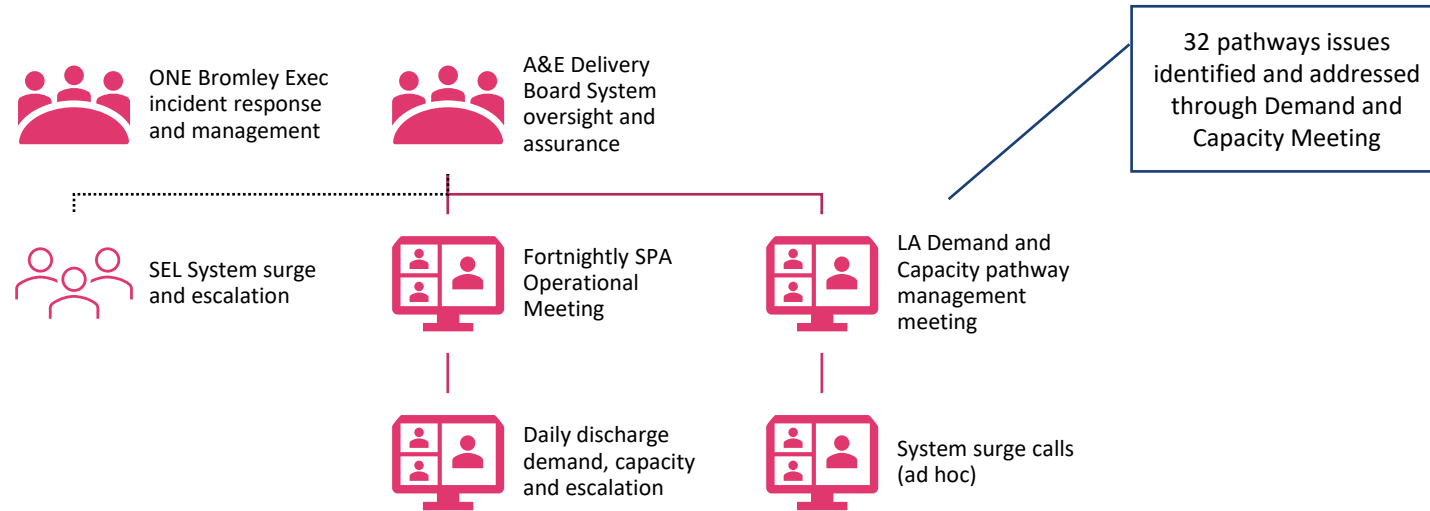 ONE Bromley Exec
incident response
and management
A&E Delivery
Board System
oversight and
assurance
32 pathways issues
identified and addressed
through Demand and
Capacity Meeting
SEL System surge
and escalation
Fortnightly SPA
Operational
Meeting
LA Demand and
Capacity pathway
management
meeting
Daily discharge
demand, capacity
and escalation
System surge calls
(ad hoc)